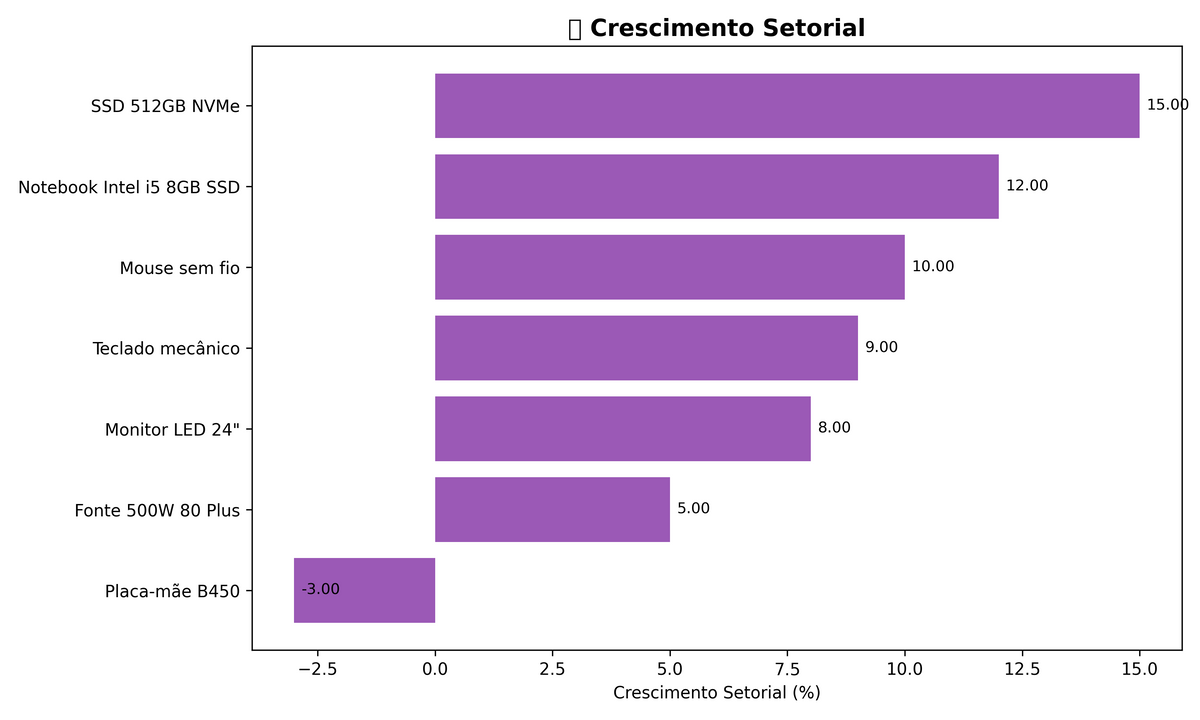 Crescimento Setorial
SSD 512GB NVMe
15.00
Notebook Intel i5 8GB SSD
12.00
Mouse sem fio
10.00
Teclado mecânico
9.00
Monitor LED 24"
8.00
Fonte 500W 80 Plus
5.00
Placa-mãe B450
-3.00
−2.5 0.0 2.5 5.0 7.5 10.0 12.5 15.0
Crescimento Setorial (%)